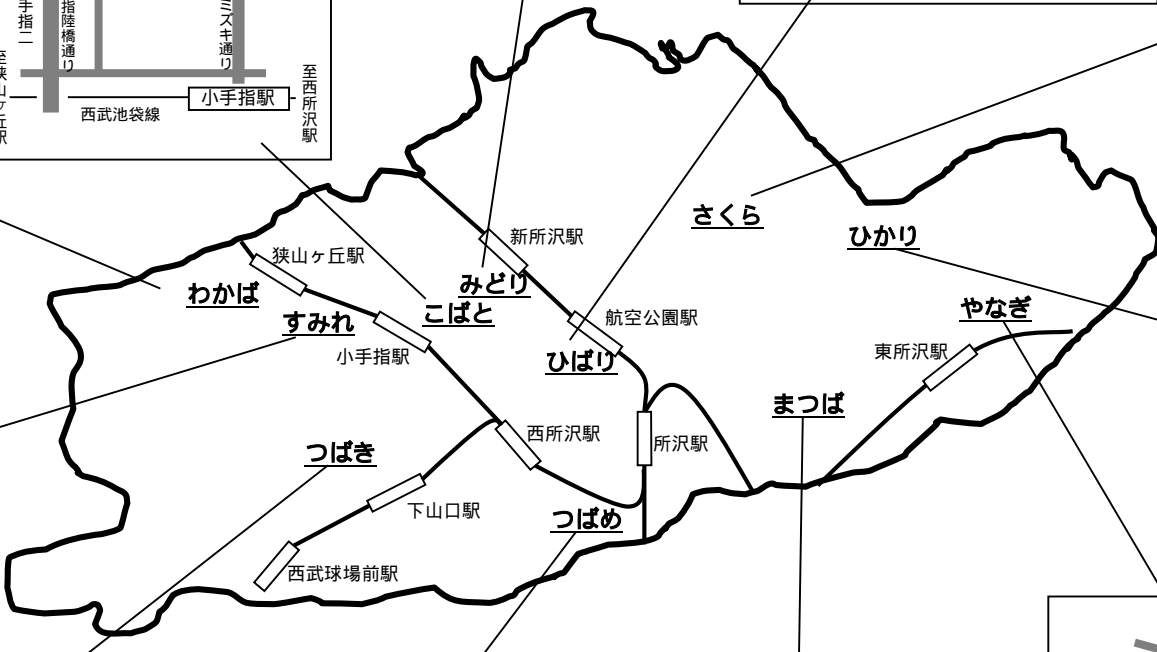 手指二
指陸橋通り
ミズキ通り
至狭山ヶ丘駅
小手指駅
西武池袋線
至西所沢駅
さくら
新所沢駅
ひかり
狭山ヶ丘駅
みどり
わかば
こばと
すみれ
航空公園駅
やなぎ
小手指駅
ひばり
東所沢駅
まつば
西所沢駅
所沢駅
つばき
下山口駅
つばめ
西武球場前駅